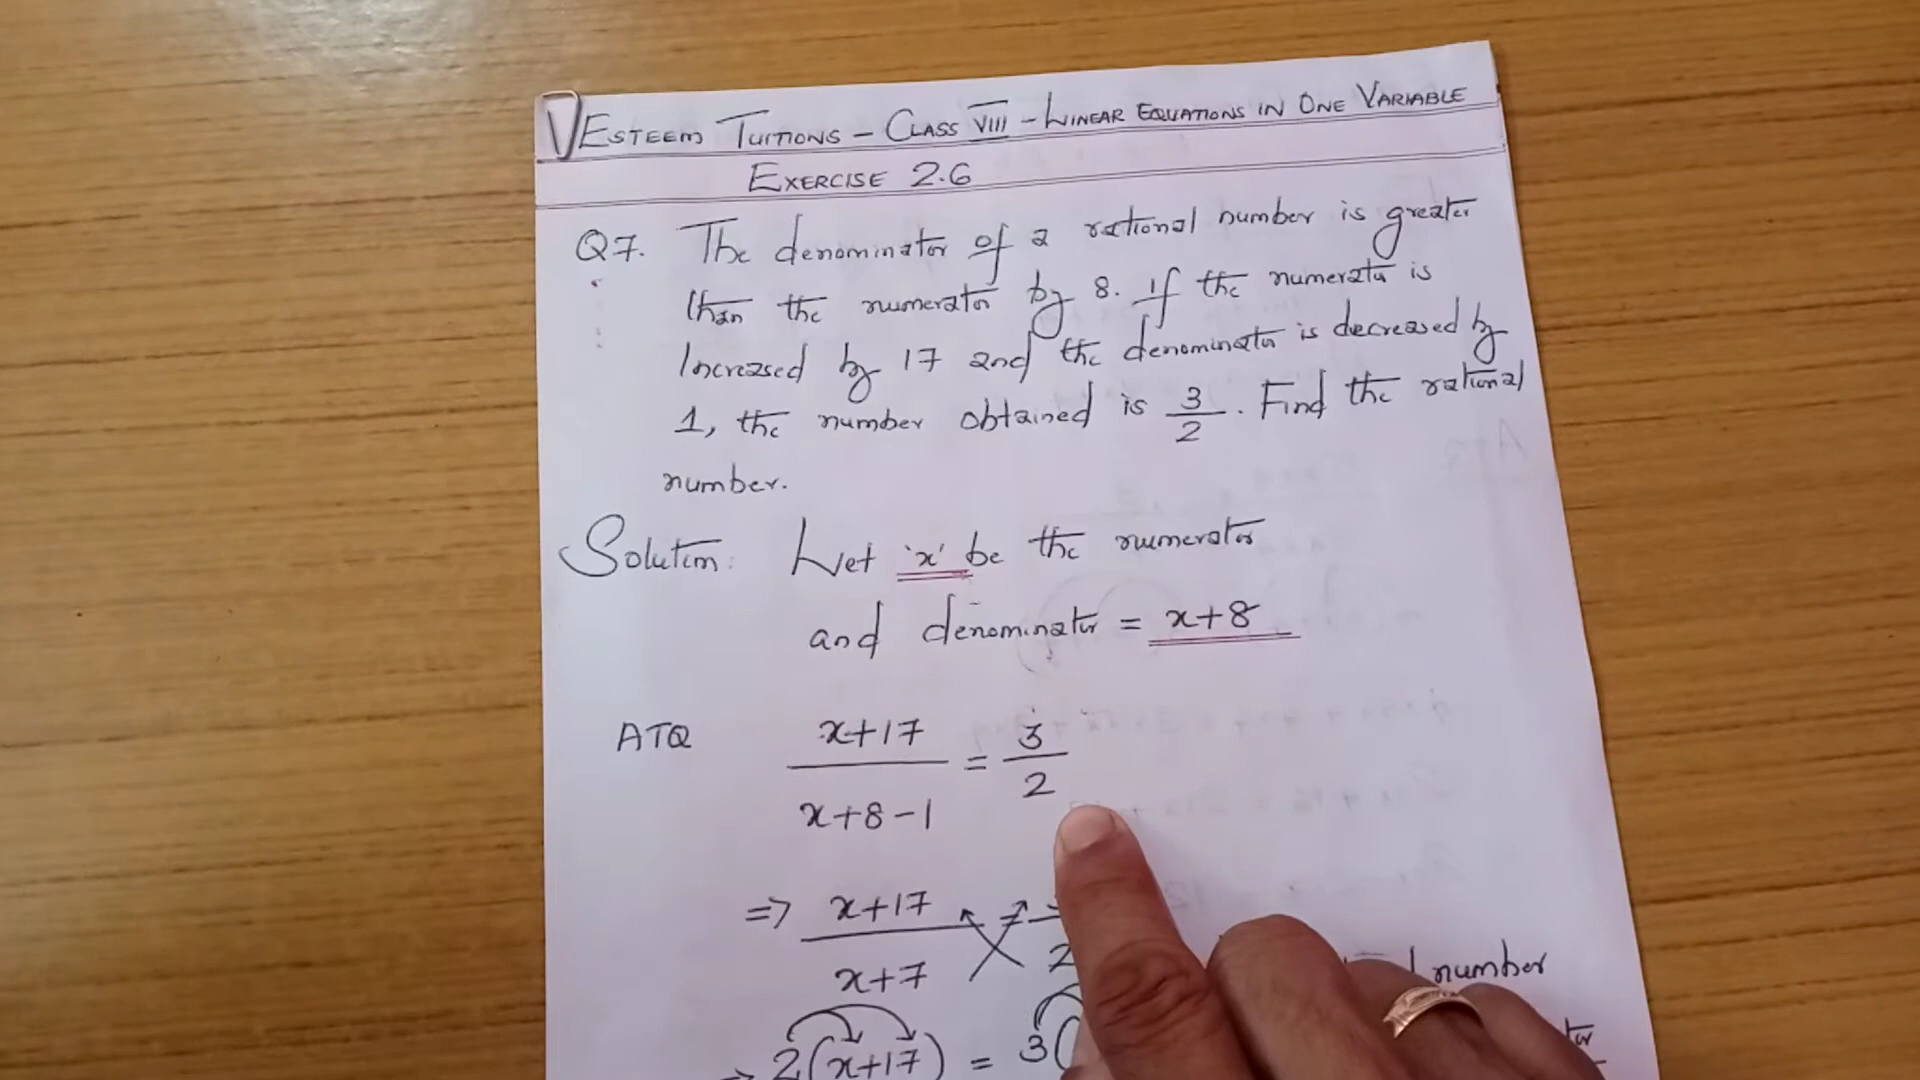 VESTEEM TUITIONS – CLASS VIII – LINEAR EQUATIONS IN ONE VARIABLE
EXERCISE 2.6
Q7. The denominator of a rational number is greater
than the numerator by 8. If the numerator is
increased by 17 and the denominator is decreased by
1, the number obtained is 3/2. Find the rational
number.
Solution: Let 'x' be the numerator
and denominator = x+8
ATQ x+17/x+8-1 = 3/2
=> x+17/x+7 = /2
number
2(x+17) = 3(